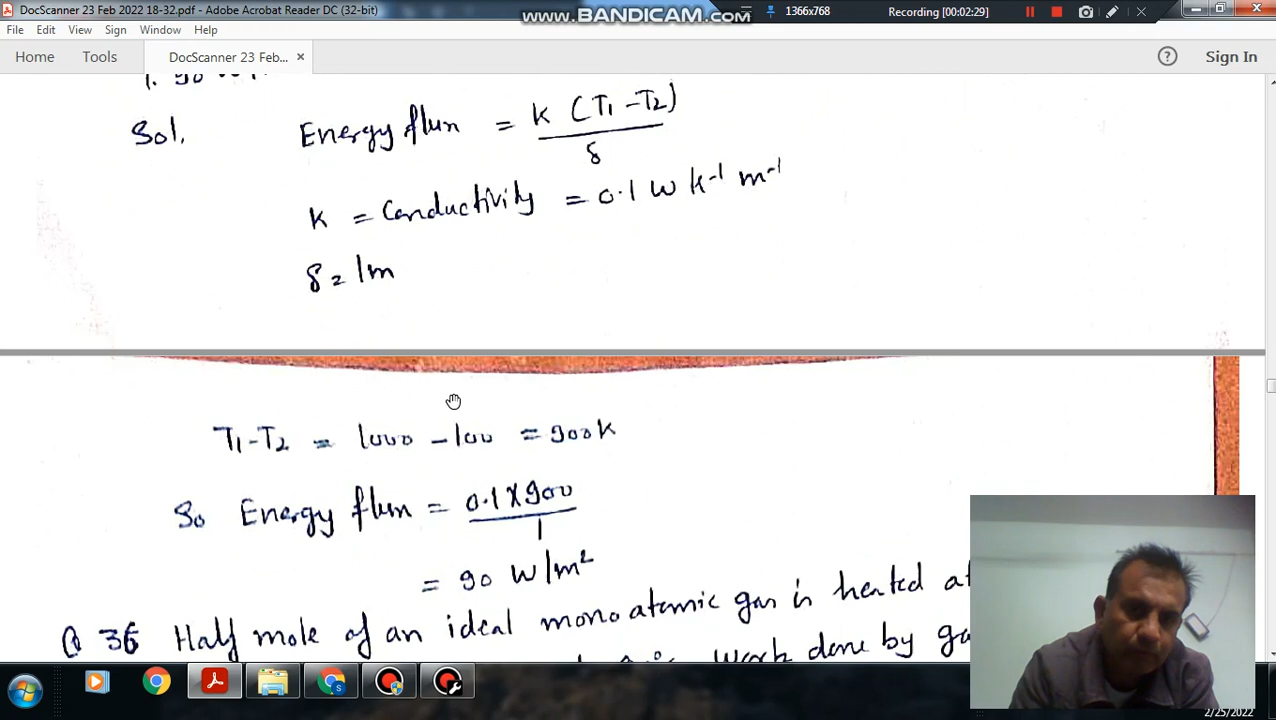 DocScanner 23 Feb 2022 18-32.pdf - Adobe Acrobat Reader DC (32-bit)
www.BANDICAM.com
1366x768
Recording [00:02:29]
File Edit View Sign Window Help
Home Tools DocScanner 23 Feb... × Sign In
Sol. Energy flux = K (T1 - T2)
δ
K = Conductivity = 0.1 W K-1 m-1
δ = 1m
T1-T2 = 1000 - 100 = 900K
So Energy flux = 0.1 X 900
1
= 90 W/m2
Q 36 Half mole of an ideal monoatomic gas is heated at
work done by ga
2/25/2022